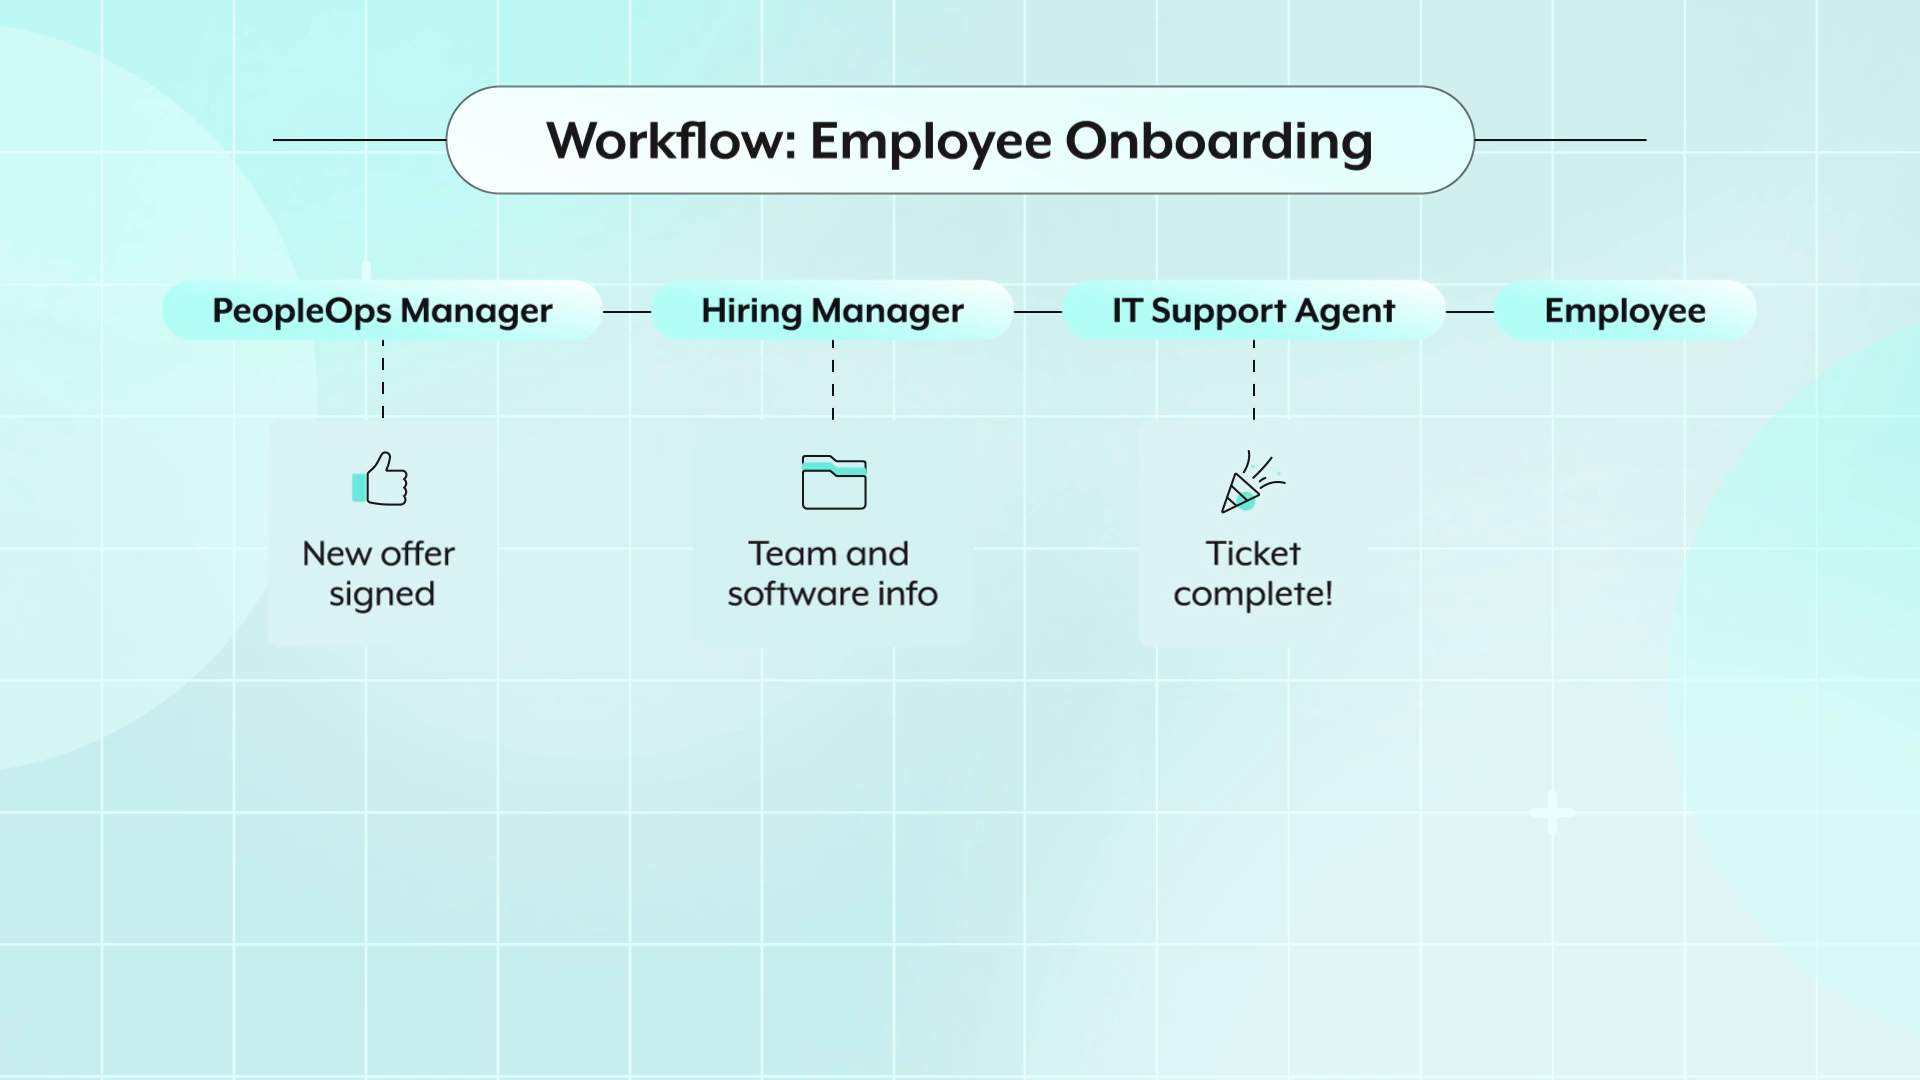 Workflow: Employee Onboarding
PeopleOps Manager
Hiring Manager
IT Support Agent
Employee
New offer
signed
Team and
software info
Ticket
complete!